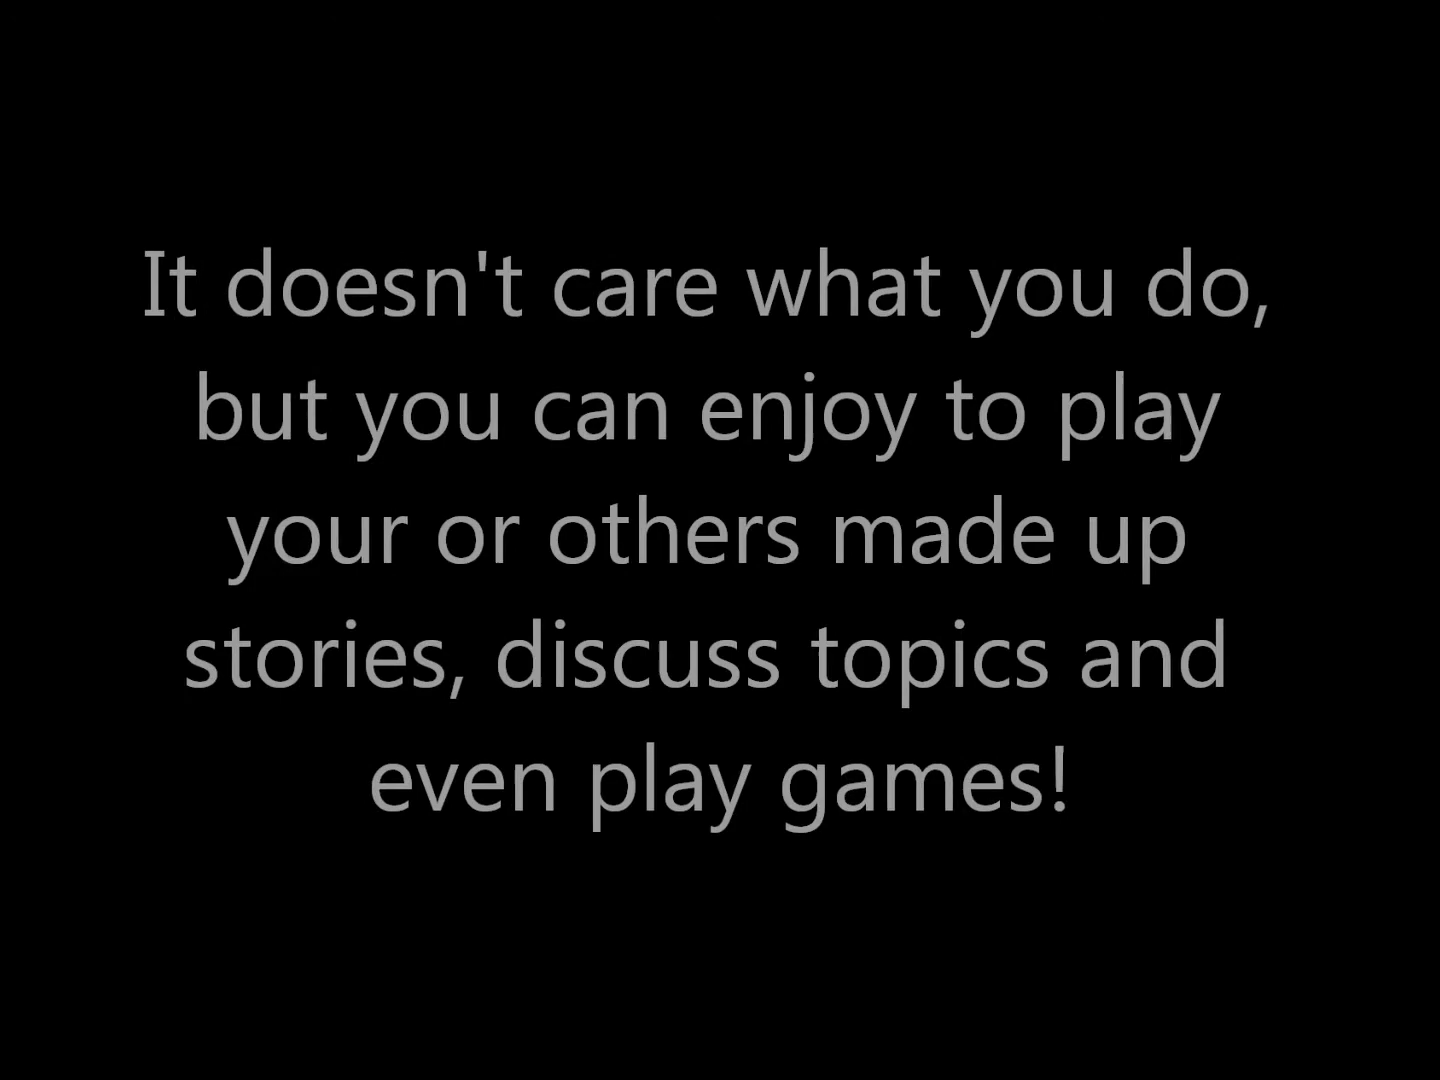 It doesn't care what you do,
but you can enjoy to play
your or others made up
stories, discuss topics and
even play games!